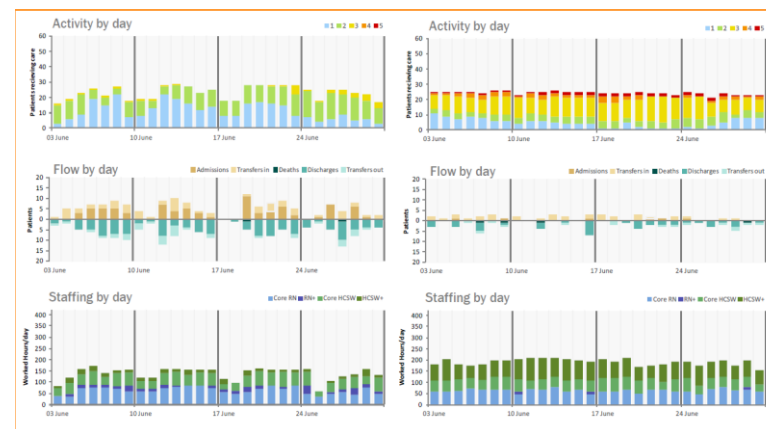 Activity by day
1 2 3 4 5
Patients recieving care
60
50
40
30
20
10
0
03 June 10 June 17 June 24 June
Flow by day
Admissions Transfers in Deaths Discharges Transfers out
Patients
20
15
10
5
0
5
10
15
20
03 June 10 June 17 June 24 June
Staffing by day
Core RN RN+ Core HCSW HCSW+
Worked Hours/day
400
350
300
250
200
150
100
50
0
03 June 10 June 17 June 24 June
Activity by day
1 2 3 4 5
Patients recieving care
60
50
40
30
20
10
0
03 June 10 June 17 June 24 June
Flow by day
Admissions Transfers in Deaths Discharges Transfers out
Patients
20
15
10
5
0
5
10
15
20
03 June 10 June 17 June 24 June
Staffing by day
Core RN RN+ Core HCSW HCSW+
Worked Hours/day
400
350
300
250
200
150
100
50
0
03 June 10 June 17 June 24 June